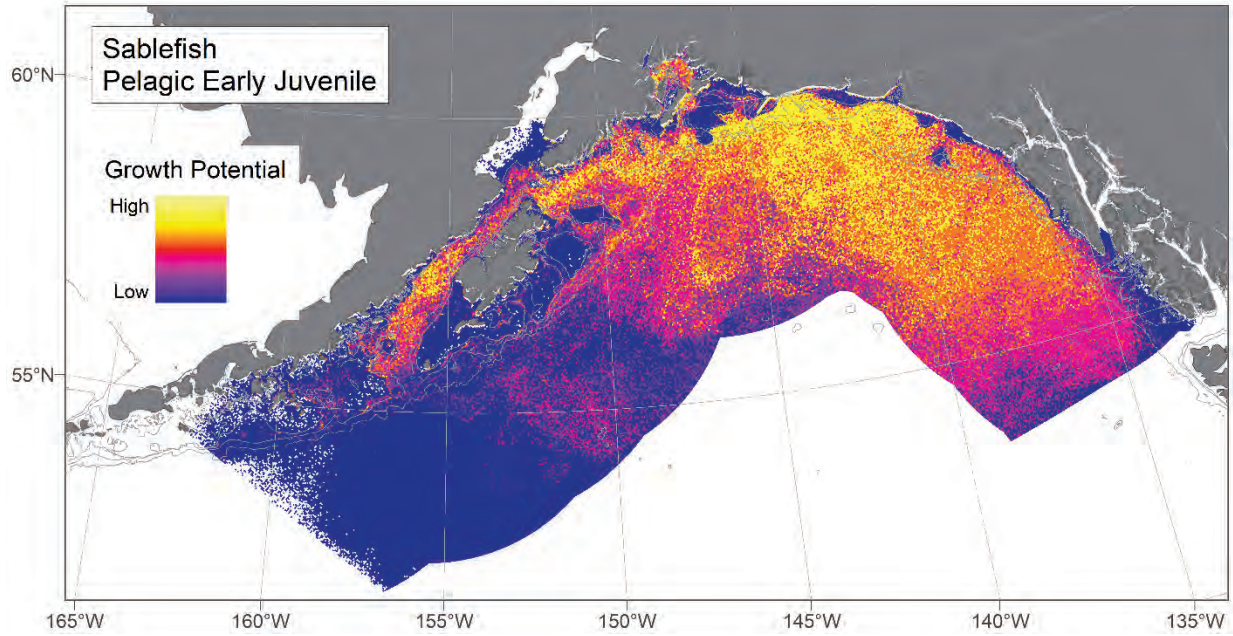 Sablefish
Pelagic Early Juvenile
60°N
Growth Potential
High
Low
55°N
165°W
160°W
155°W
150°W
145°W
140°W
135°W